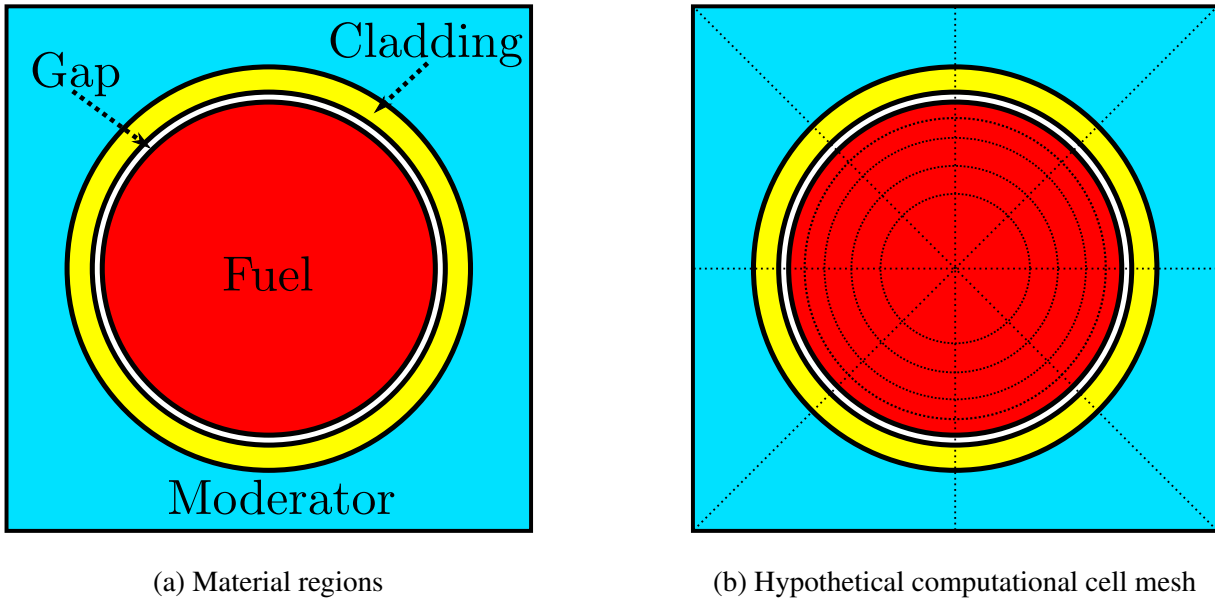 Cladding
Gap
Fuel
Moderator
(a) Material regions
(b) Hypothetical computational cell mesh